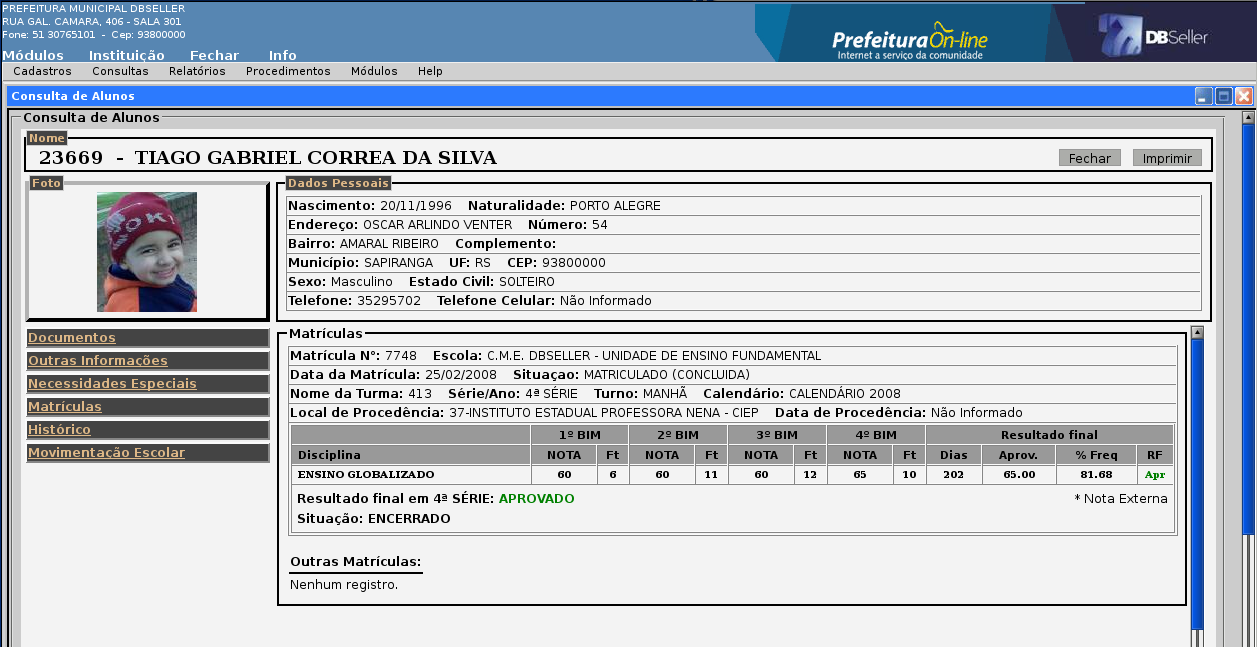 PREFEITURA MUNICIPAL DBSELLER
RUA GAL. CAMARA, 406 - SALA 301
Fone: 51 30765101 - Cep: 93800000
Módulos Instituição Fechar Info
Prefeitura On-line
Internet a serviço da comunidade
DBSeller
Cadastros Consultas Relatórios Procedimentos Módulos Help
Consulta de Alunos
Consulta de Alunos
Nome
23669 - TIAGO GABRIEL CORREA DA SILVA
Fechar Imprimir
Foto
OKI
Dados Pessoais
Nascimento: 20/11/1996 Naturalidade: PORTO ALEGRE
Endereço: OSCAR ARLINDO VENTER Número: 54
Bairro: AMARAL RIBEIRO Complemento:
Município: SAPIRANGA UF: RS CEP: 93800000
Sexo: Masculino Estado Civil: SOLTEIRO
Telefone: 35295702 Telefone Celular: Não Informado
Documentos
Outras Informações
Necessidades Especiais
Matrículas
Histórico
Movimentação Escolar
Matrículas
Matrícula N°: 7748 Escola: C.M.E. DBSELLER - UNIDADE DE ENSINO FUNDAMENTAL
Data da Matrícula: 25/02/2008 Situaçao: MATRICULADO (CONCLUIDA)
Nome da Turma: 413 Série/Ano: 4ª SÉRIE Turno: MANHÃ Calendário: CALENDÁRIO 2008
Local de Procedência: 37-INSTITUTO ESTADUAL PROFESSORA NENA - CIEP Data de Procedência: Não Informado
1º BIM 2º BIM 3º BIM 4º BIM Resultado final
Disciplina NOTA Ft NOTA Ft NOTA Ft NOTA Ft Dias Aprov. % Freq RF
ENSINO GLOBALIZADO 60 6 60 11 60 12 65 10 202 65.00 81.68 Apr
Resultado final em 4ª SÉRIE: APROVADO * Nota Externa
Situação: ENCERRADO
Outras Matrículas:
Nenhum registro.